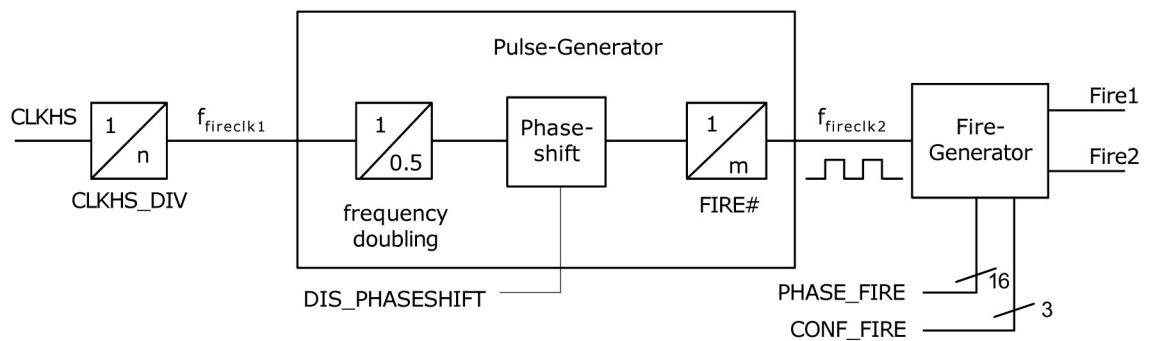 Pulse-Generator
CLKHS
1
n
CLKHS_DIV
f fireclk1
1
0.5
frequency
doubling
Phase-
shift
1
m
FIRE#
f fireclk2
Fire-
Generator
Fire1
Fire2
DIS_PHASESHIFT
PHASE_FIRE
16
CONF_FIRE
3